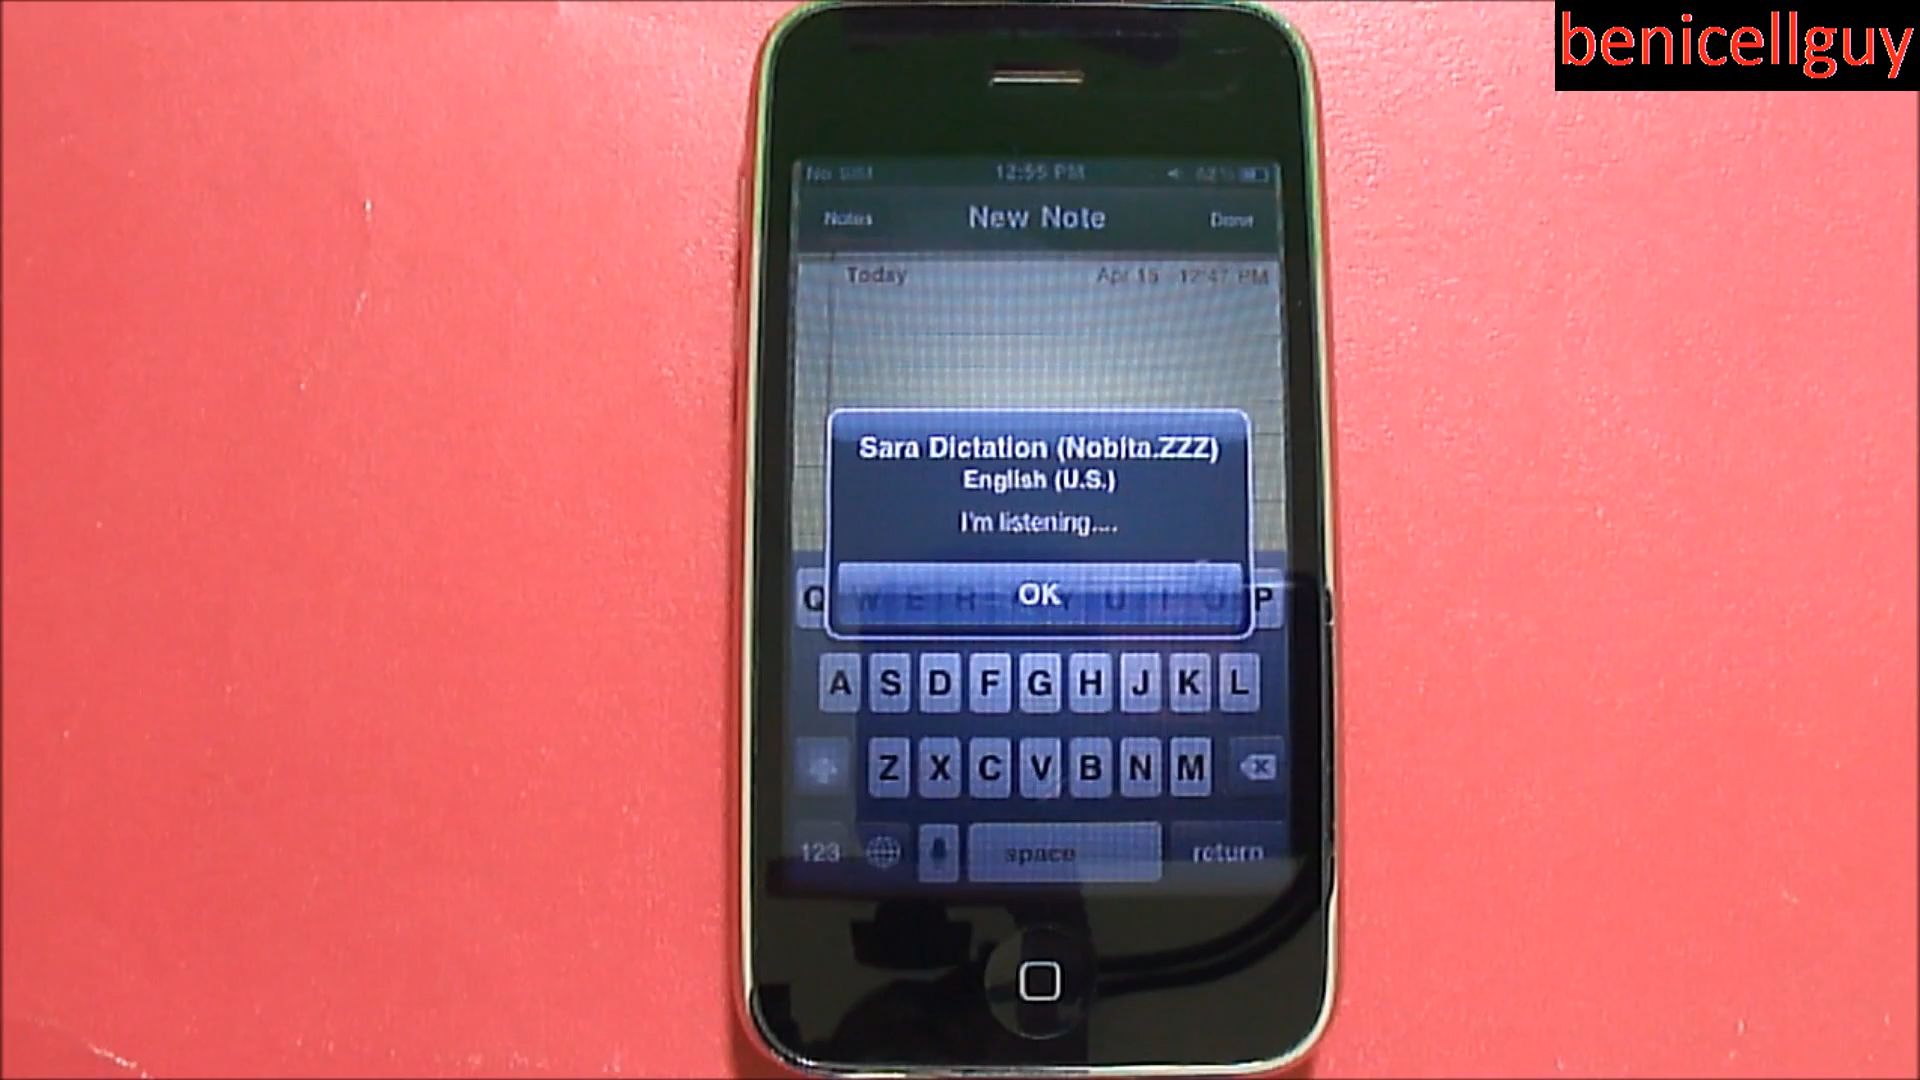 benicellguy
No SIM 12:55 PM 62%
Notes New Note Done
Today Apr 15 12:47 PM
Sara Dictation (Nobita.ZZZ)
English (U.S.)
I'm listening....
OK
Q W E R Y U I O P
A S D F G H J K L
Z X C V B N M
123 space return